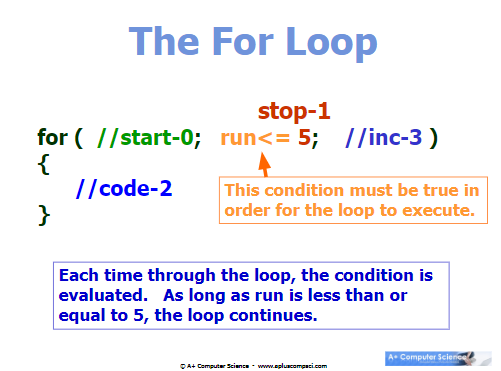 The For Loop
stop-1
for ( //start-0; run<= 5; //inc-3 )
{
//code-2
}
This condition must be true in
order for the loop to execute.
Each time through the loop, the condition is
evaluated. As long as run is less than or
equal to 5, the loop continues.
© A+ Computer Science - www.apluscompsci.com
A+ Computer Science